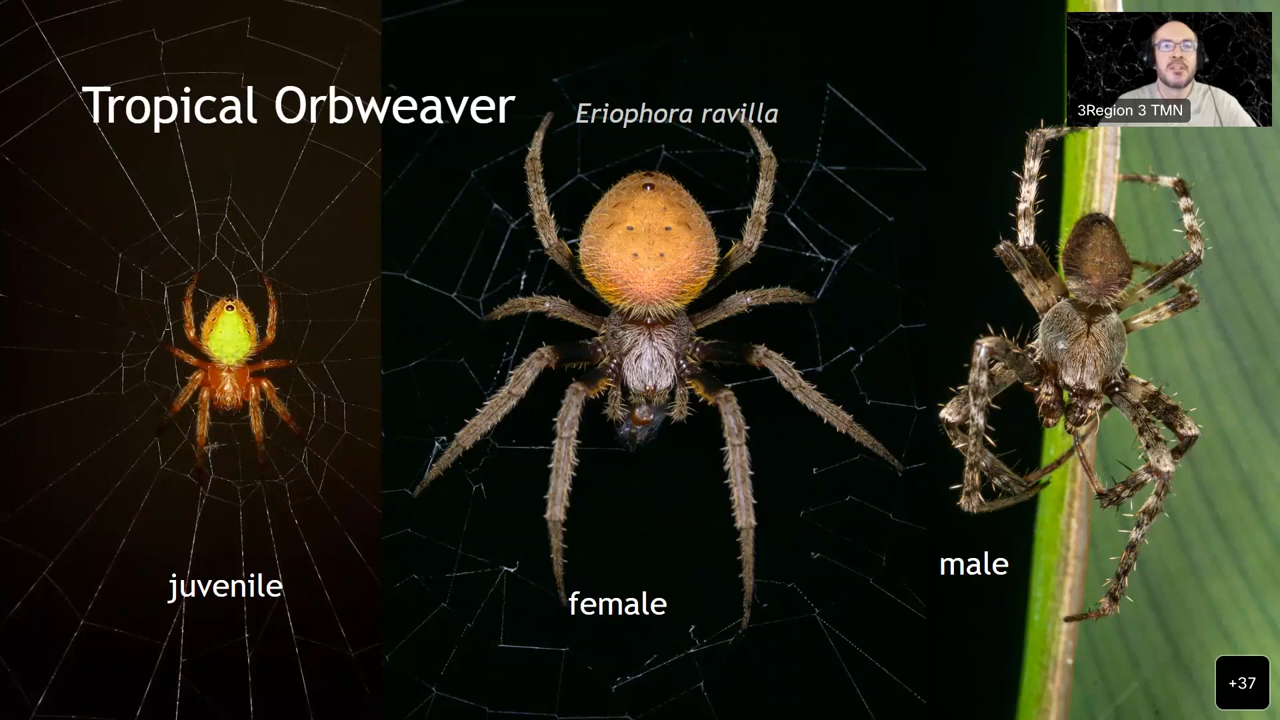 Tropical Orbweaver
Eriophora ravilla
3Region 3 TMN
juvenile
female
male
+37